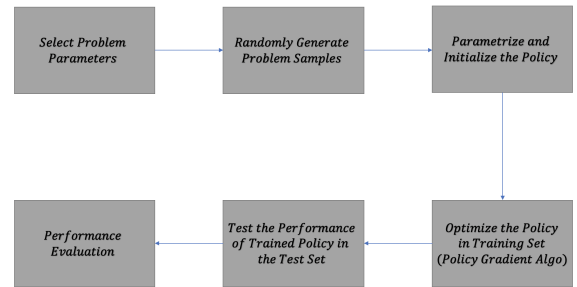 Select Problem
Parameters
Randomly Generate
Problem Samples
Parametrize and
Initialize the Policy
Performance
Evaluation
Test the Performance
of Trained Policy in
the Test Set
Optimize the Policy
in Training Set
(Policy Gradient Algo)